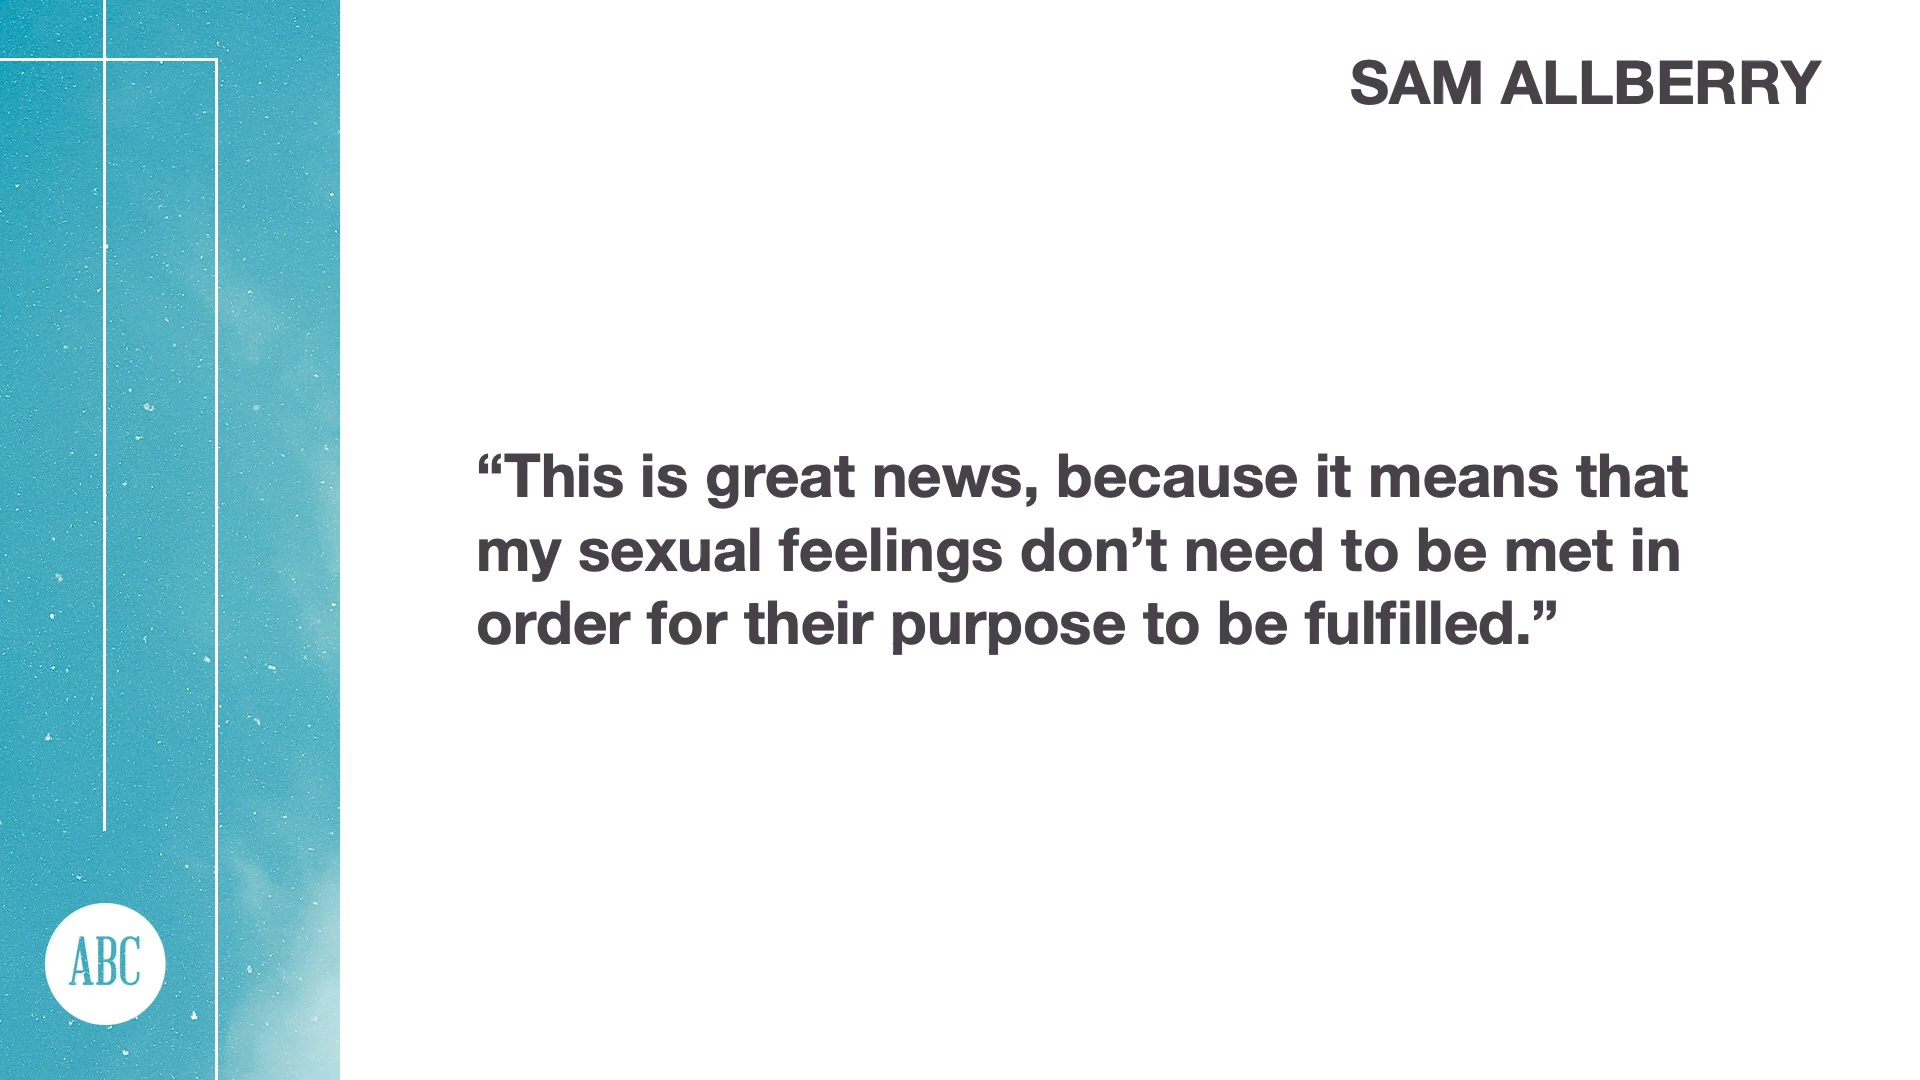 SAM ALLBERRY
“This is great news, because it means that
my sexual feelings don’t need to be met in
order for their purpose to be fulfilled.”
ABC